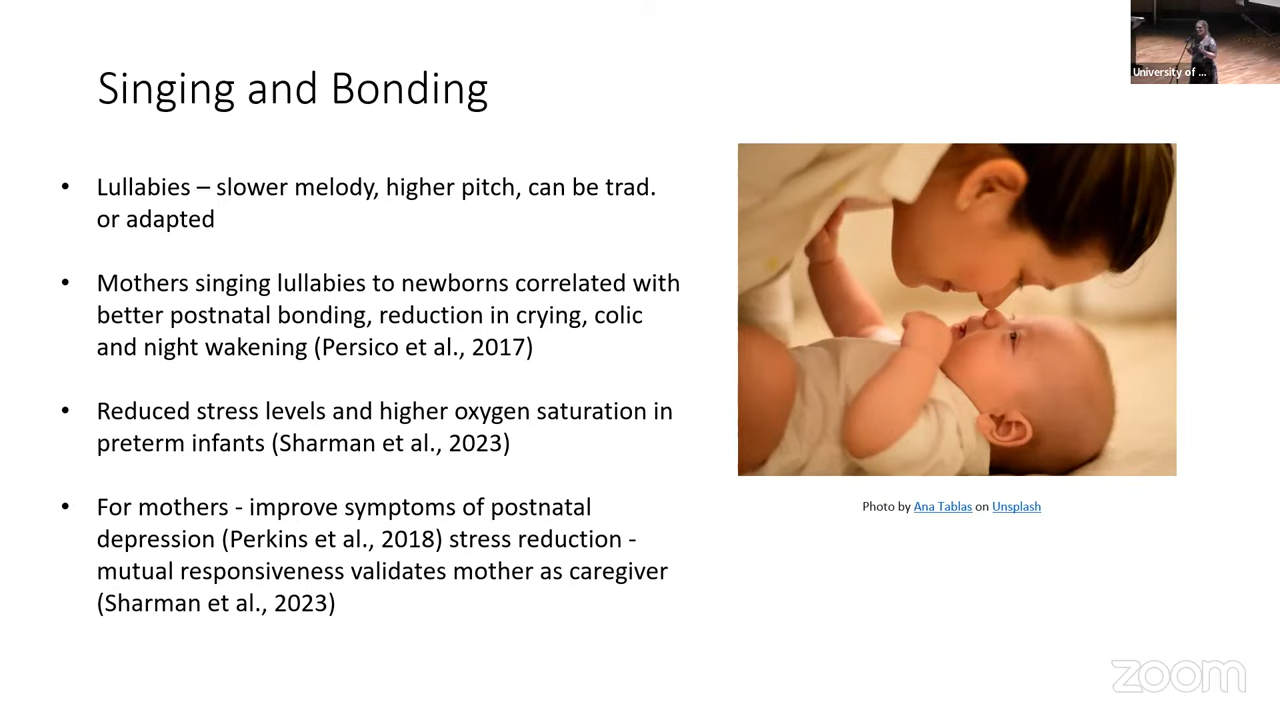 University of ...
Singing and Bonding
• Lullabies – slower melody, higher pitch, can be trad.
or adapted
• Mothers singing lullabies to newborns correlated with
better postnatal bonding, reduction in crying, colic
and night wakening (Persico et al., 2017)
• Reduced stress levels and higher oxygen saturation in
preterm infants (Sharman et al., 2023)
• For mothers - improve symptoms of postnatal
depression (Perkins et al., 2018) stress reduction -
mutual responsiveness validates mother as caregiver
(Sharman et al., 2023)
Photo by Ana Tablas on Unsplash
zoom